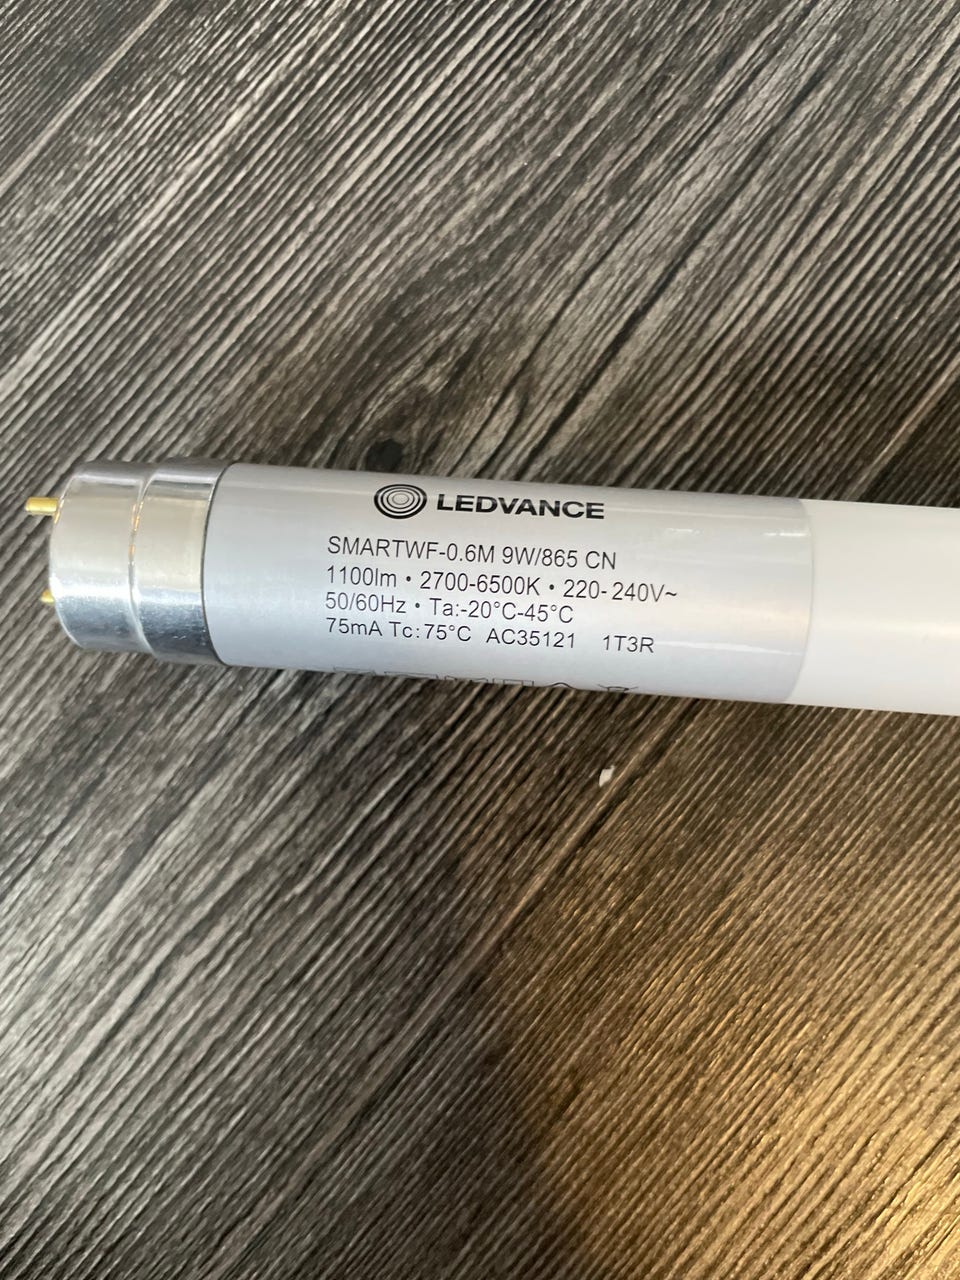 LEDVANCE
SMARTWF-0.6M 9W/865 CN
1100lm • 2700-6500K • 220-240V~
50/60Hz • Ta:-20°C-45°C
75mA Tc:75°C AC35121 1T3R